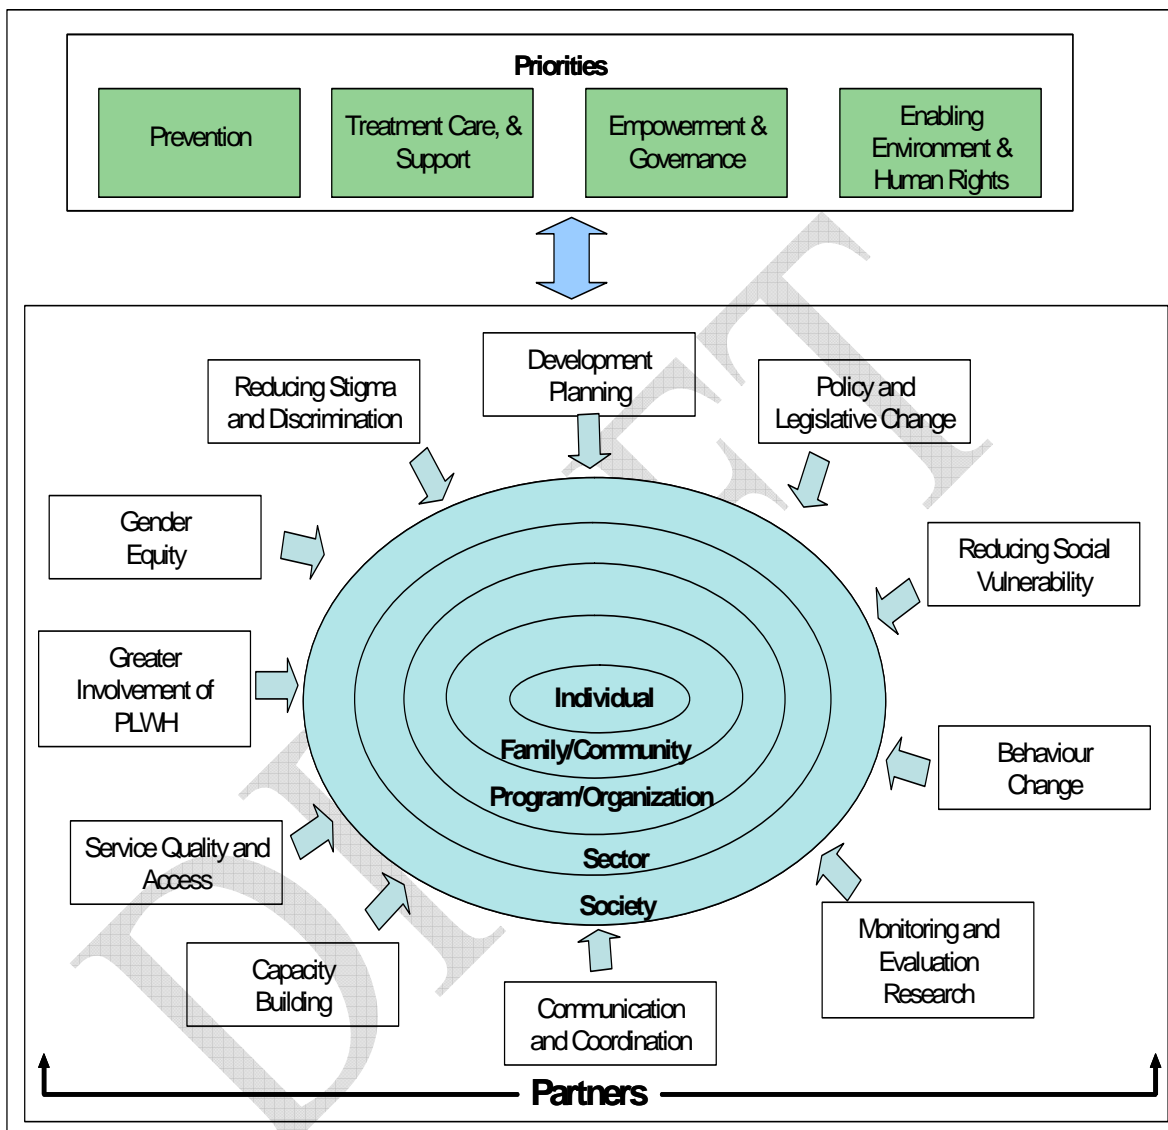 Priorities
Prevention
Treatment Care, &
Support
Empowerment &
Governance
Enabling
Environment &
Human Rights
Development
Planning
Reducing Stigma
and Discrimination
Policy and
Legislative Change
Gender
Equity
Reducing Social
Vulnerability
Greater
Involvement of
PLWH
Individual
Family/Community
Program/Organization
Sector
Society
Behaviour
Change
Service Quality and
Access
Capacity
Building
Communication
and Coordination
Monitoring and
Evaluation
Research
Partners
DRAFT